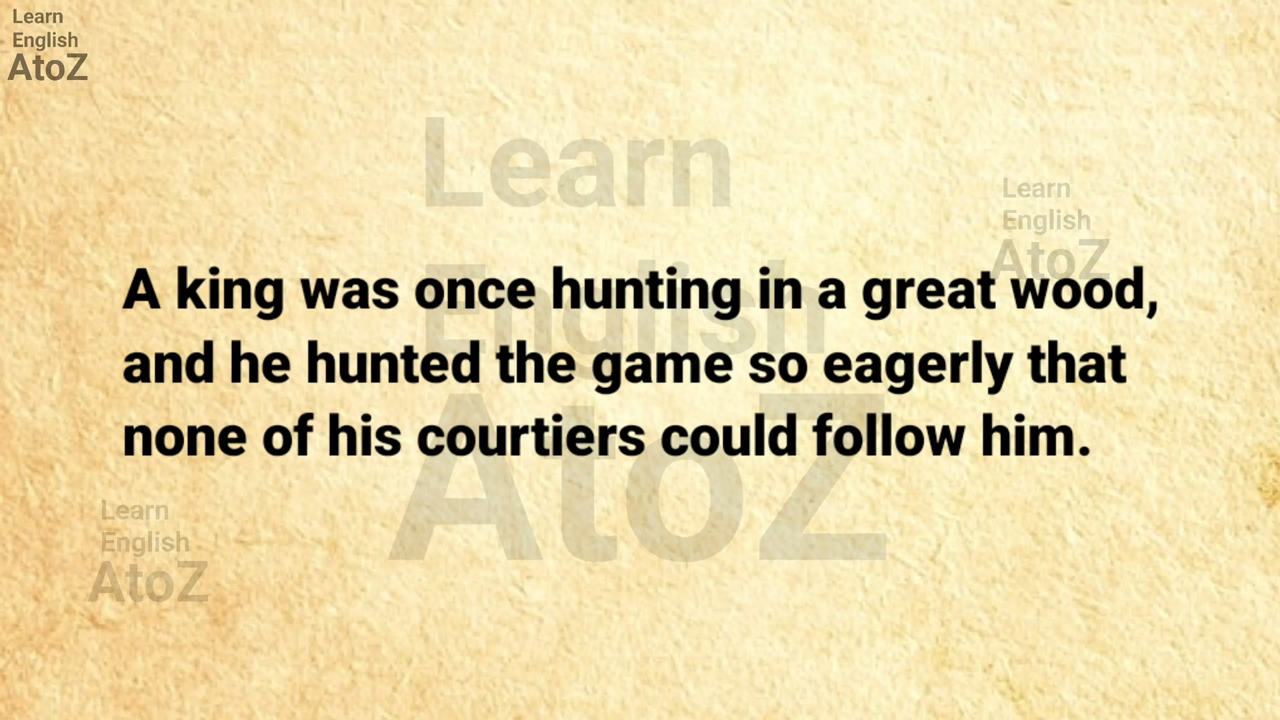 Learn
English
AtoZ
Learn
Learn
English
AtoZ
English
A king was once hunting in a great wood,
and he hunted the game so eagerly that
none of his courtiers could follow him.
AtoZ
Learn
English
AtoZ